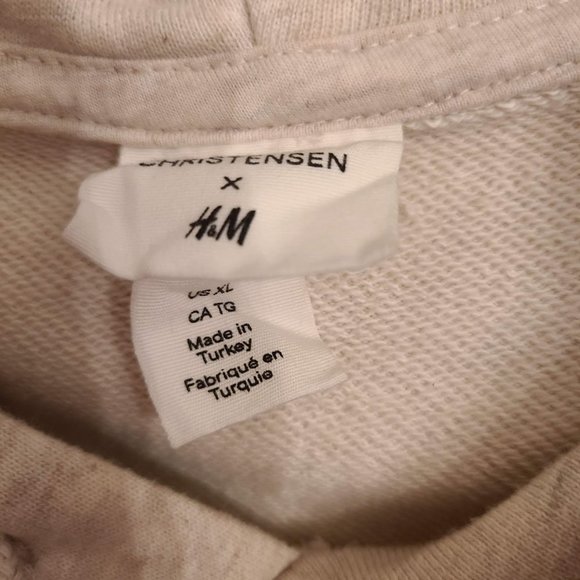 CHRISTENSEN
X
H&M
US XL
CA TG
Made in
Turkey
Fabriqué en
Turquie